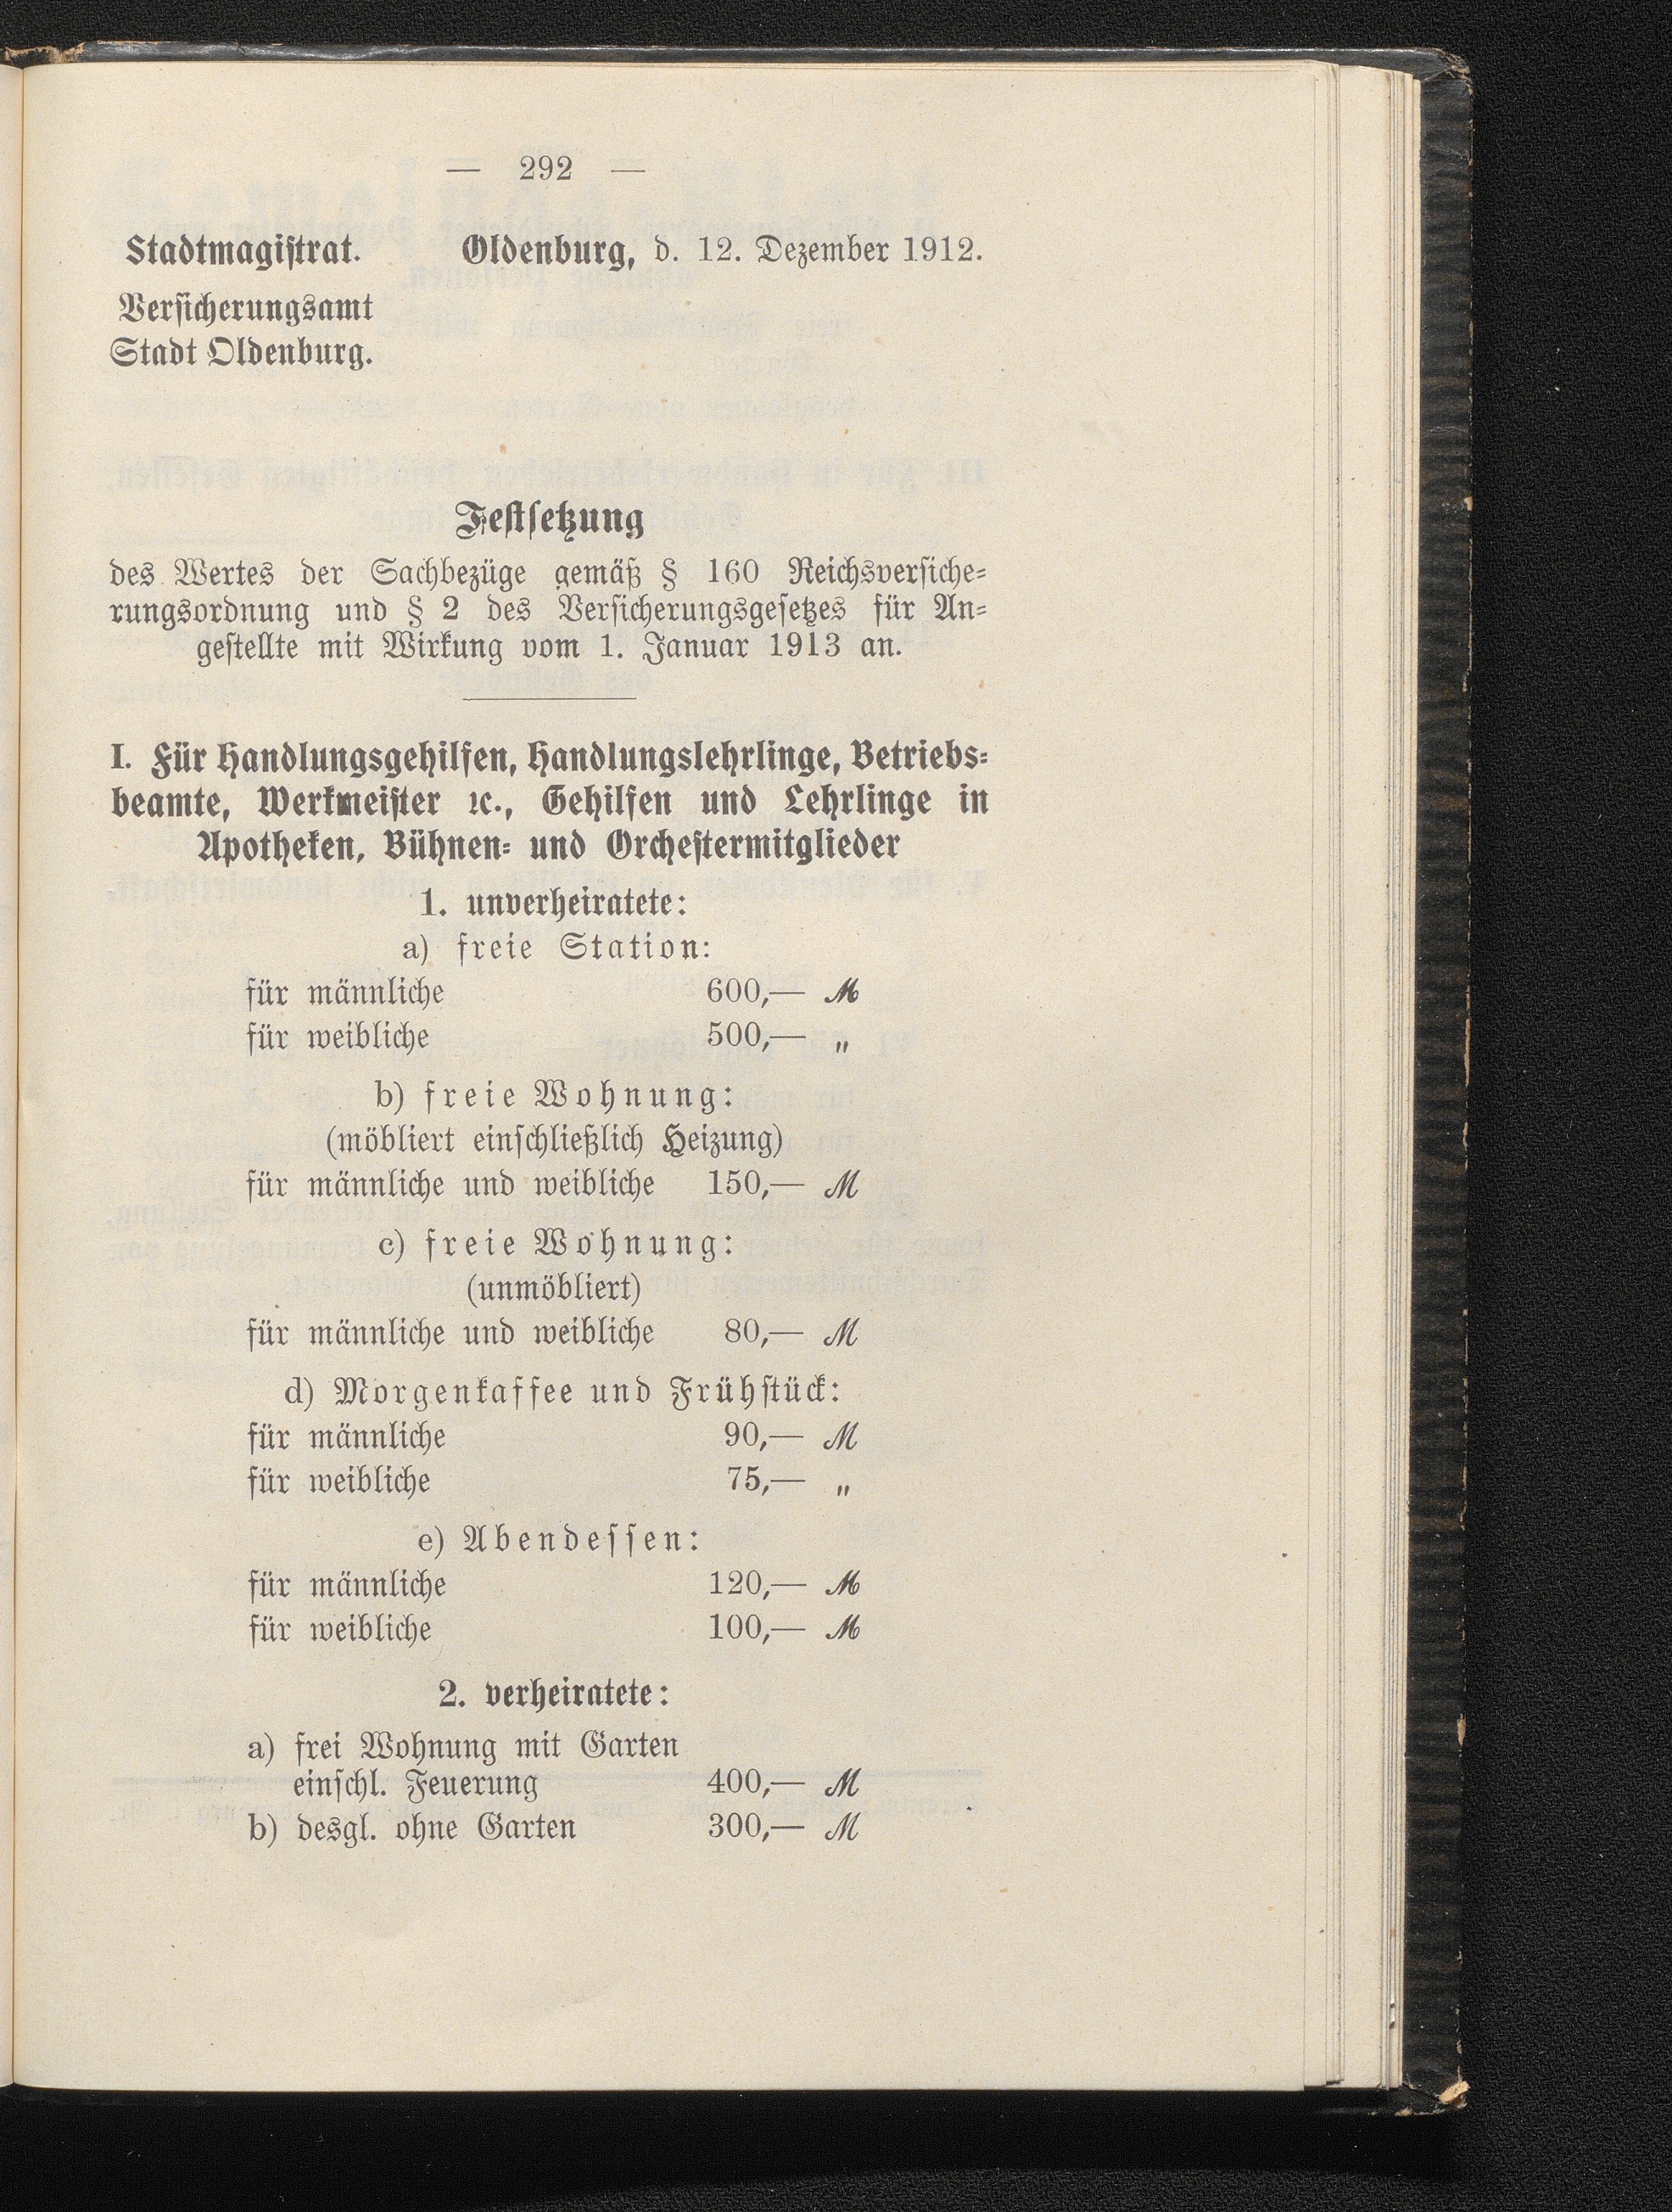 — 292 —
Stadtmagistrat. Oldenburg, d. 12. Dezember 1912.
Versicherungsamt
Stadt Oldenburg.
Festsetzung
des Wertes der Sachbezüge gemäß § 160 Reichsversiche-
rungsordnung und § 2 des Versicherungsgesetzes für An-
gestellte mit Wirkung vom 1. Januar 1913 an.
I. Für Handlungsgehilfen, Handlungslehrlinge, Betriebs-
beamte, Werkmeister ꝛc., Gehilfen und Lehrlinge in
Apotheken, Bühnen- und Orchestermitglieder
1. unverheiratete:
a) freie Station:
für männliche 600,— ℳ
für weibliche 500,— „
b) freie Wohnung:
(möbliert einschließlich Heizung)
für männliche und weibliche 150,— ℳ
c) freie Wohnung:
(unmöbliert)
für männliche und weibliche 80,— ℳ
d) Morgenkaffee und Frühstück:
für männliche 90,— ℳ
für weibliche 75,— „
e) Abendessen:
für männliche 120,— ℳ
für weibliche 100,— ℳ
2. verheiratete:
a) frei Wohnung mit Garten
einschl. Feuerung 400,— ℳ
b) desgl. ohne Garten 300,— ℳ